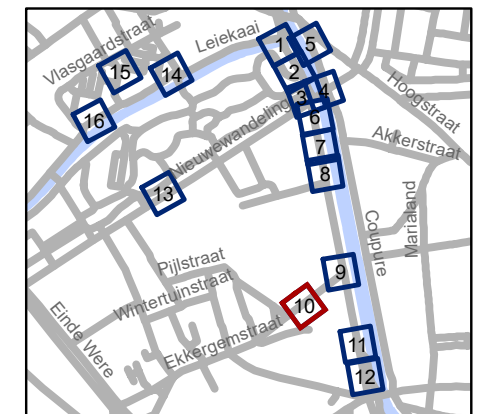 Vlasgaardstraat
Leiekaai
1
5
2
15
14
3
4
16
6
Hoogstraat
Nieuwewandeling
7
Akkerstraat
8
13
Marialand
Coupure
Pijlstraat
9
Wintertuinstraat
10
Einde Were
Ekkergemstraat
11
12